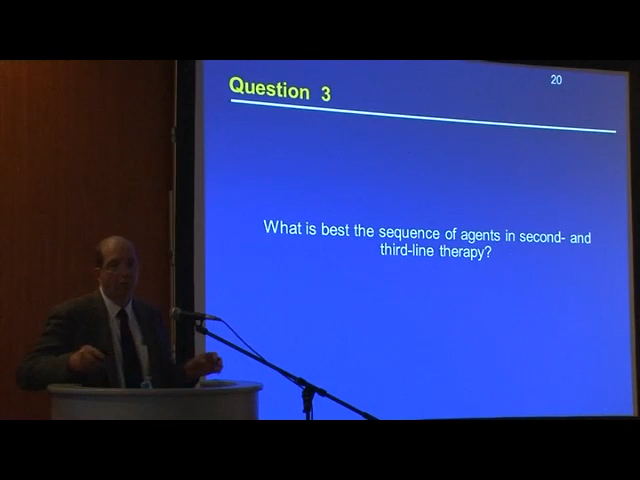 20
Question 3
What is best the sequence of agents in second- and
third-line therapy?